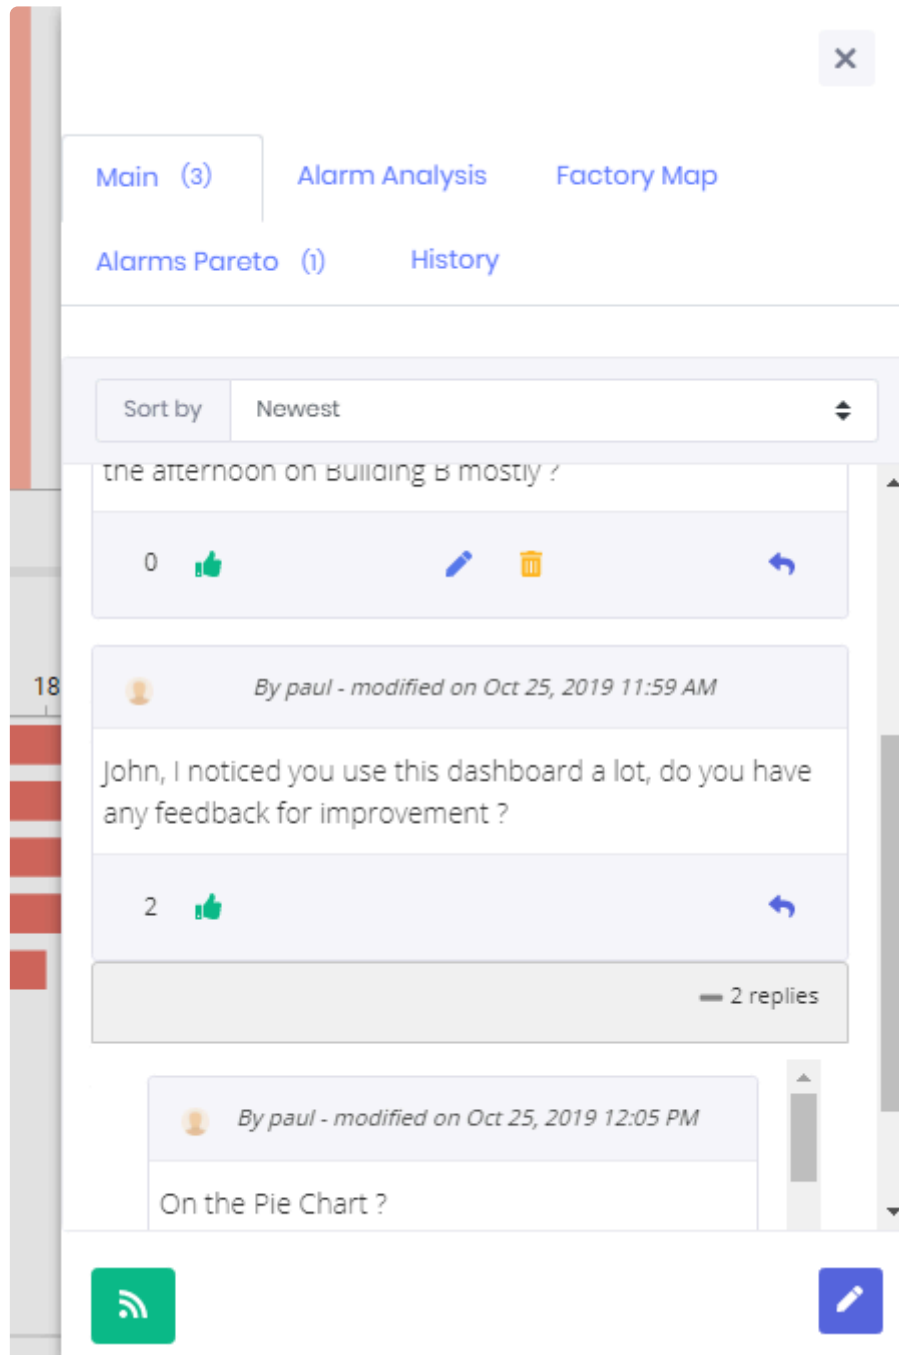 Main (3) Alarm Analysis Factory Map
Alarms Pareto (1) History
Sort by Newest
the afternoon on Building B mostly ?
0
18
By paul - modified on Oct 25, 2019 11:59 AM
John, I noticed you use this dashboard a lot, do you have
any feedback for improvement ?
2
2 replies
By paul - modified on Oct 25, 2019 12:05 PM
On the Pie Chart ?